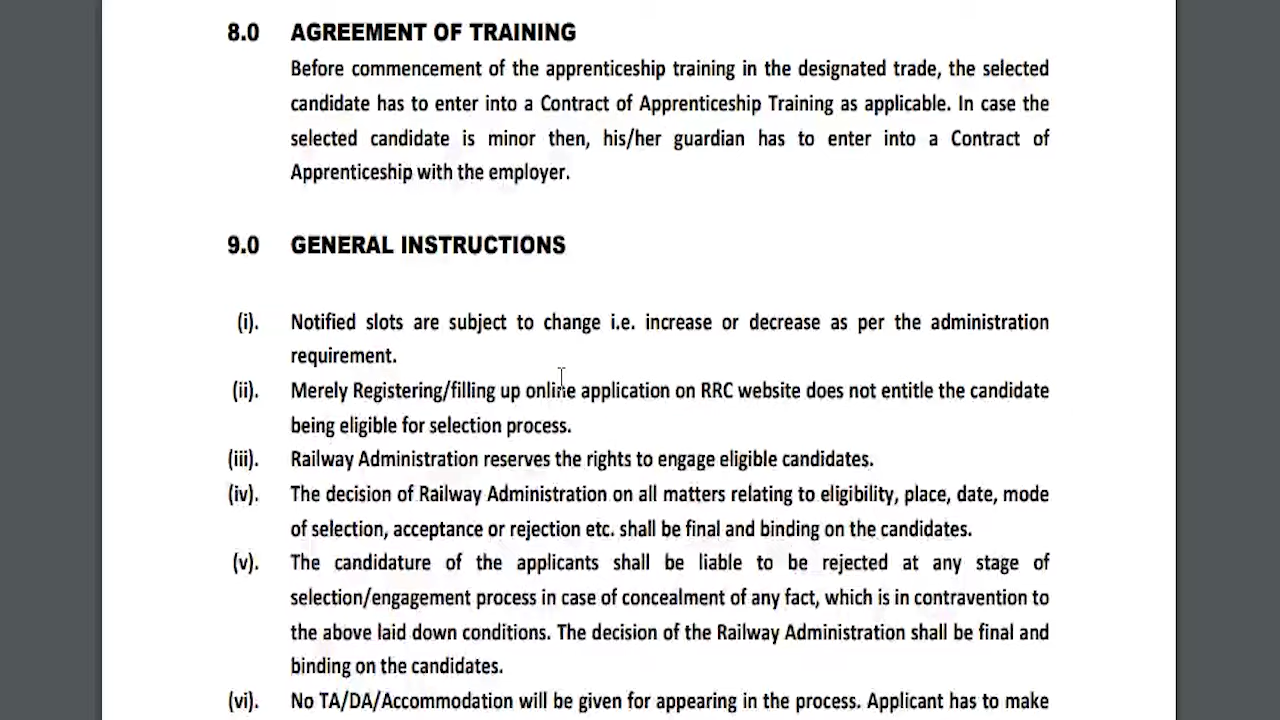 8.0 AGREEMENT OF TRAINING
Before commencement of the apprenticeship training in the designated trade, the selected
candidate has to enter into a Contract of Apprenticeship Training as applicable. In case the
selected candidate is minor then, his/her guardian has to enter into a Contract of
Apprenticeship with the employer.
9.0 GENERAL INSTRUCTIONS
(i). Notified slots are subject to change i.e. increase or decrease as per the administration
requirement.
(ii). Merely Registering/filling up online application on RRC website does not entitle the candidate
being eligible for selection process.
(iii). Railway Administration reserves the rights to engage eligible candidates.
(iv). The decision of Railway Administration on all matters relating to eligibility, place, date, mode
of selection, acceptance or rejection etc. shall be final and binding on the candidates.
(v). The candidature of the applicants shall be liable to be rejected at any stage of
selection/engagement process in case of concealment of any fact, which is in contravention to
the above laid down conditions. The decision of the Railway Administration shall be final and
binding on the candidates.
(vi). No TA/DA/Accommodation will be given for appearing in the process. Applicant has to make